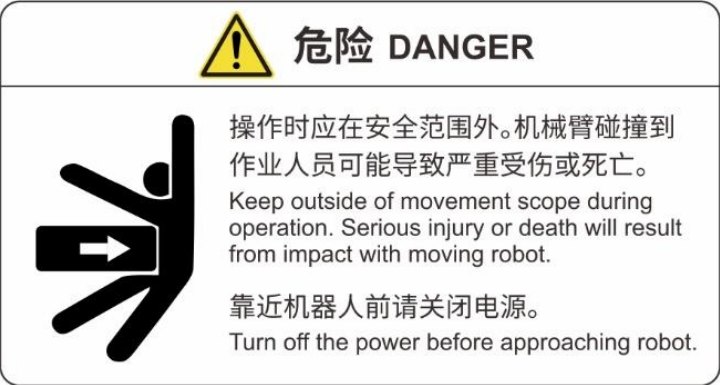 危险 DANGER
操作时应在安全范围外。机械臂碰撞到
作业人员可能导致严重受伤或死亡。
Keep outside of movement scope during
operation. Serious injury or death will result
from impact with moving robot.
靠近机器人前请关闭电源。
Turn off the power before approaching robot.